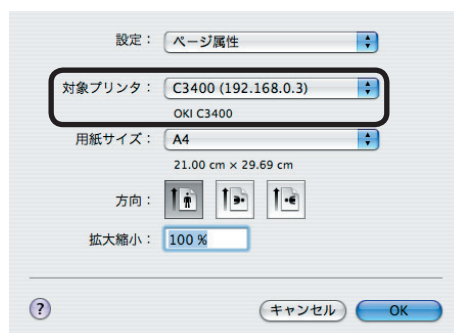 設定： ページ属性
対象プリンタ： C3400 (192.168.0.3)
OKI C3400
用紙サイズ： A4
21.00 cm × 29.69 cm
方向：
拡大縮小： 100 %
? キャンセル OK